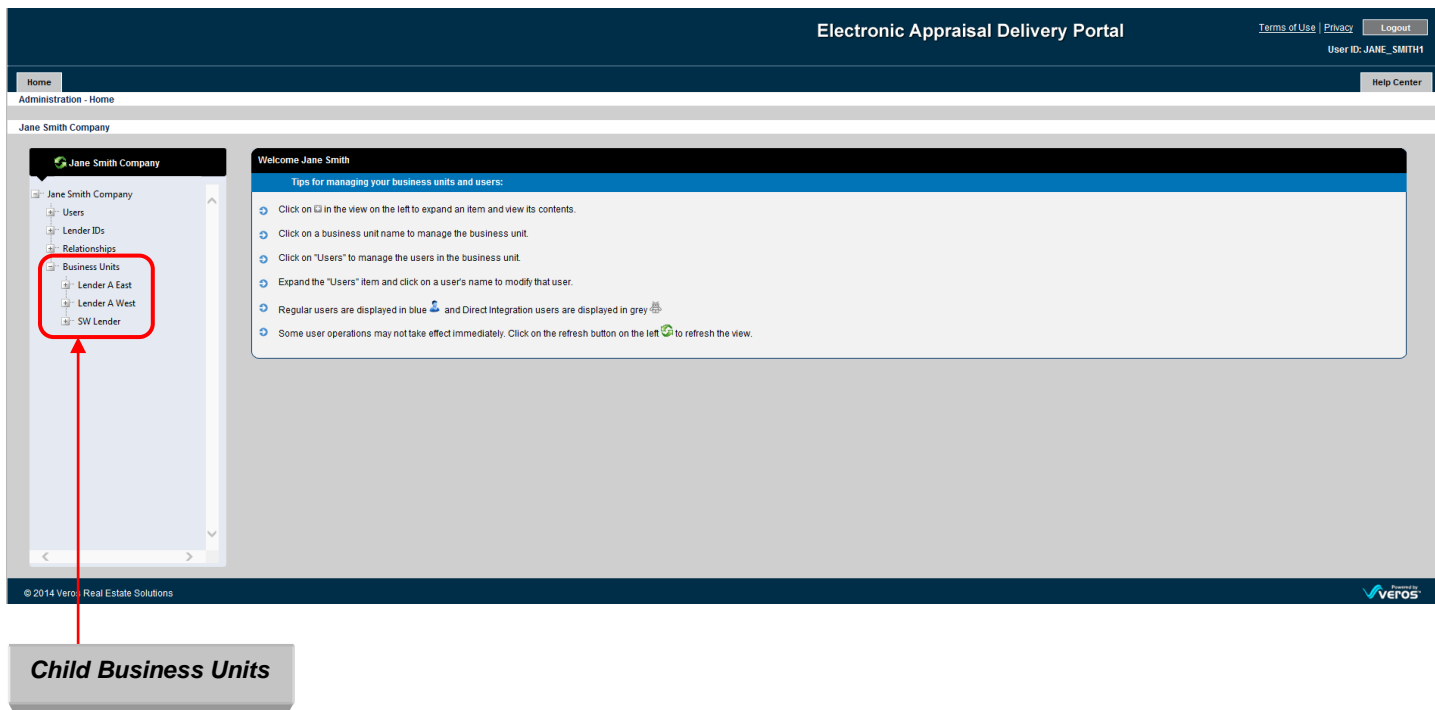 Electronic Appraisal Delivery Portal
Terms of Use | Privacy Logout
User ID: JANE_SMITH1
Home
Help Center
Administration - Home
Jane Smith Company
Jane Smith Company
Jane Smith Company
Users
Lender IDs
Relationships
Business Units
Lender A East
Lender A West
SW Lender
Welcome Jane Smith
Tips for managing your business units and users:
Click on in the view on the left to expand an item and view its contents.
Click on a business unit name to manage the business unit.
Click on "Users" to manage the users in the business unit.
Expand the "Users" item and click on a user's name to modify that user.
Regular users are displayed in blue and Direct Integration users are displayed in grey
Some user operations may not take effect immediately. Click on the refresh button on the left to refresh the view.
© 2014 Veros Real Estate Solutions
Powered by
veros
Child Business Units